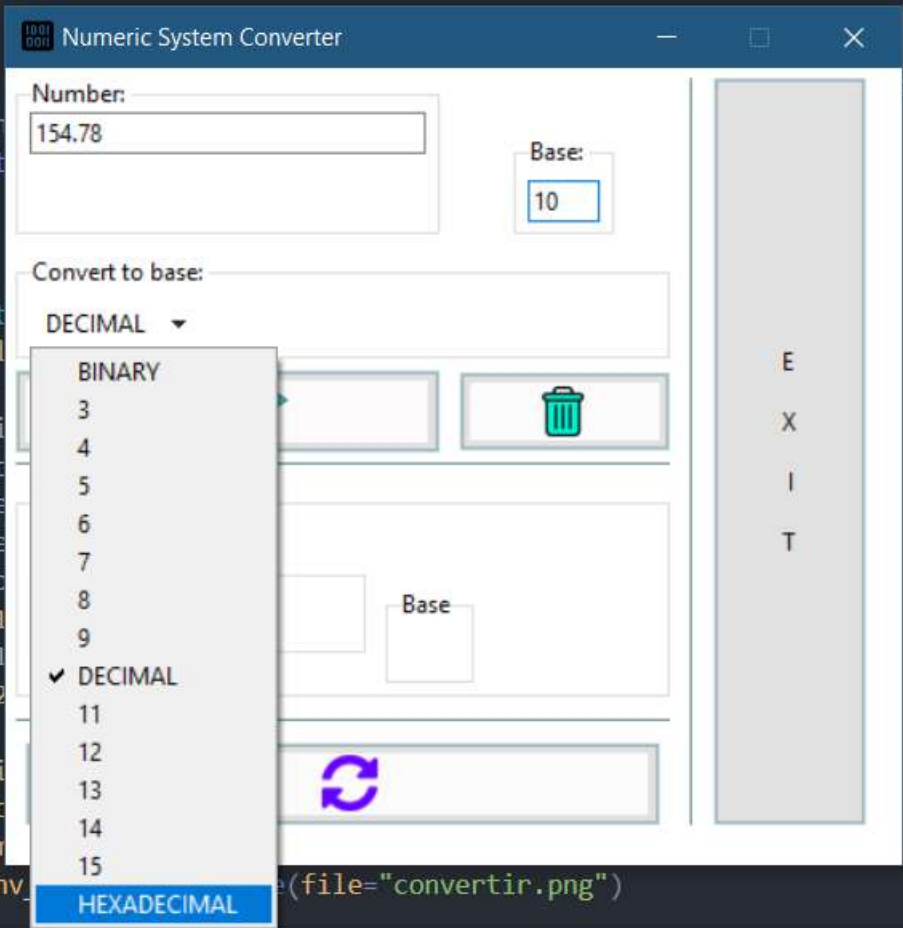 Numeric System Converter
Number:
154.78
Base:
10
Convert to base:
DECIMAL
BINARY
3
4
5
6
7
8
9
DECIMAL
11
12
13
14
15
HEXADECIMAL
Base
E
X
I
T
(file="convertir.png")